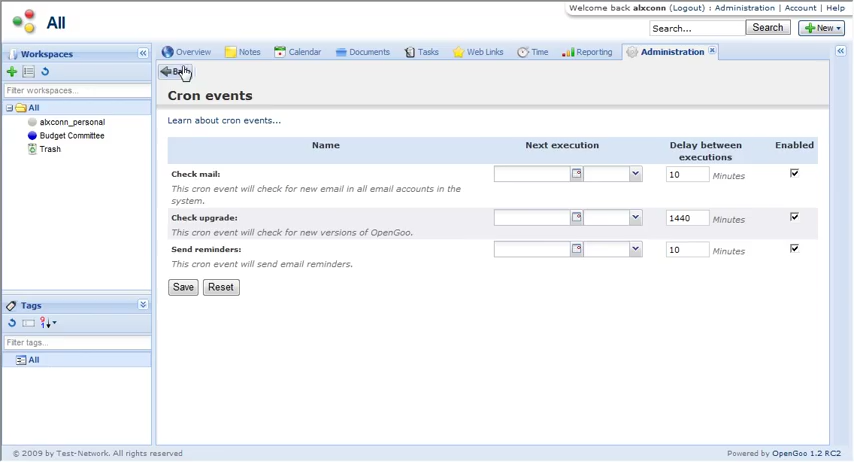 Welcome back alxconn (Logout) : Administration | Account | Help
All
Search...
Search
New
Workspaces
Overview
Notes
Calendar
Documents
Tasks
Web Links
Time
Reporting
Administration
Filter workspaces...
All
alxconn_personal
Budget Committee
Trash
Cron events
Learn about cron events...
Name
Next execution
Delay between executions
Enabled
Check mail:
10 Minutes
This cron event will check for new email in all email accounts in the
system.
Check upgrade:
1440 Minutes
This cron event will check for new versions of OpenGoo.
Send reminders:
10 Minutes
This cron event will send email reminders.
Save
Reset
Tags
Filter tags...
All
© 2009 by Test-Network. All rights reserved
Powered by OpenGoo 1.2 RC2